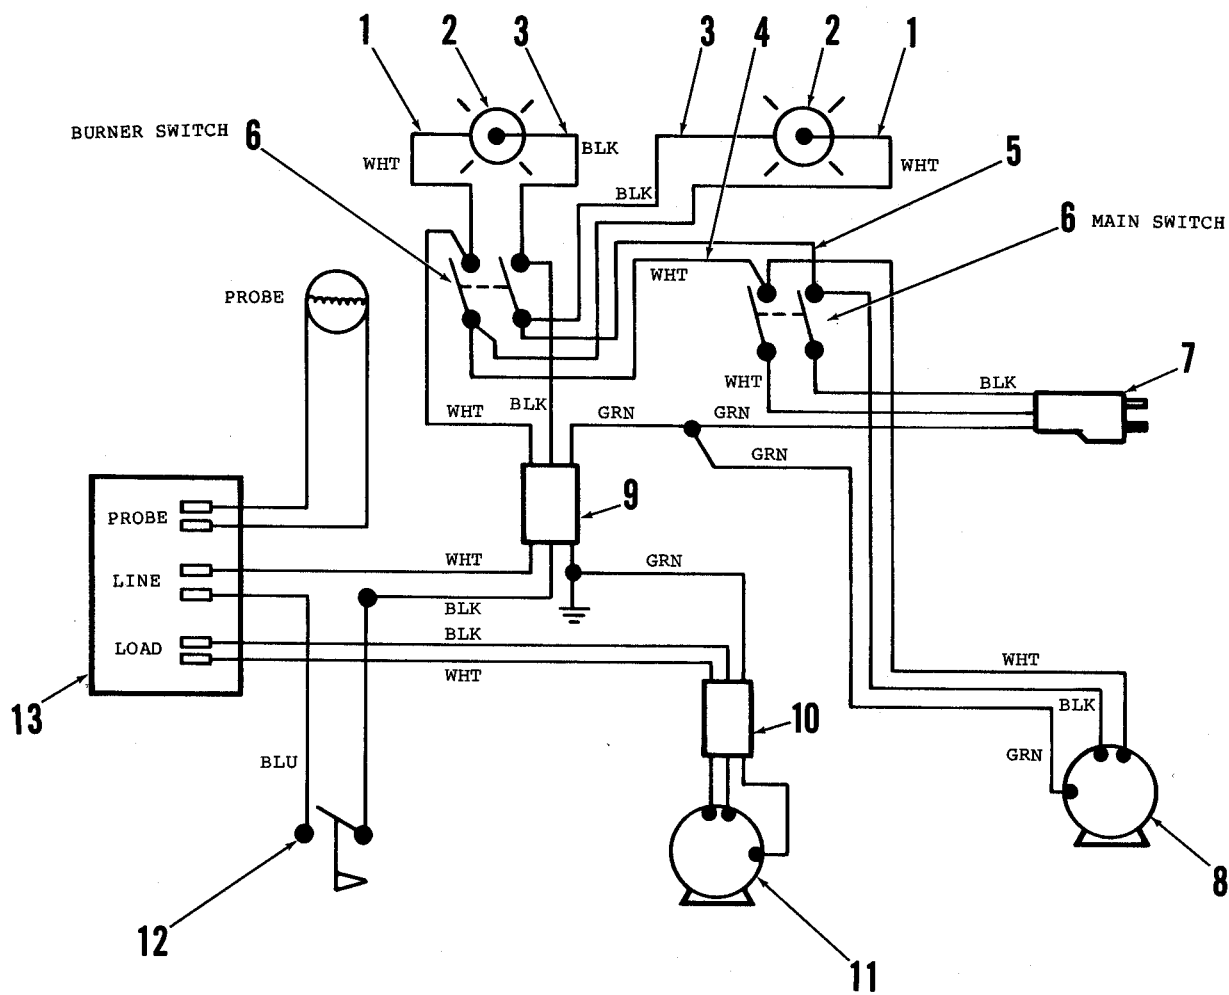 1 2 3 3 4 2 1
BURNER SWITCH 6
WHT
BLK
BLK
WHT
5
6 MAIN SWITCH
WHT
PROBE
WHT
BLK
7
WHT
BLK
GRN
GRN
GRN
PROBE
9
LINE
WHT
GRN
BLK
LOAD
BLK
WHT
WHT
13
10
BLK
BLU
GRN
12
8
11